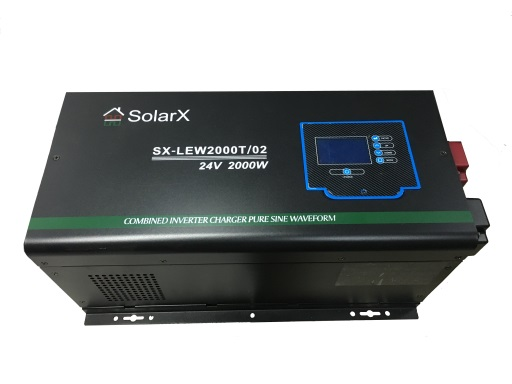 SolarX
SX-LEW2000T/02
24V 2000W
COMBINED INVERTER CHARGER PURE SINE WAVEFORM